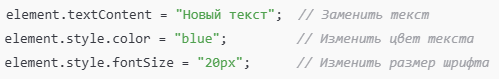 element.textContent = "Новый текст";  // Заменить текст
element.style.color = "blue";         // Изменить цвет текста
element.style.fontSize = "20px";      // Изменить размер шрифта